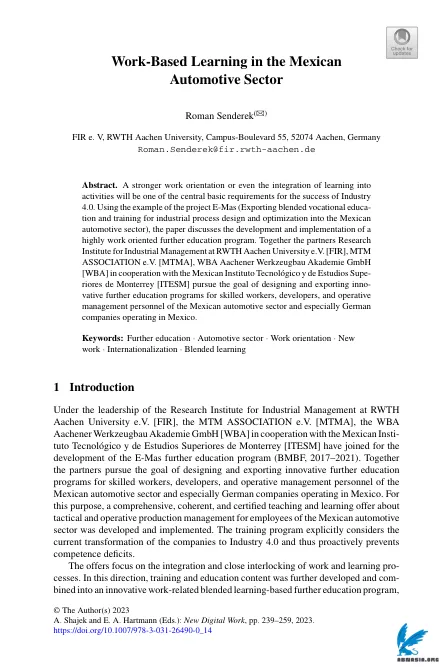 Check for
updates
Work-Based Learning in the Mexican
Automotive Sector
Roman Senderek(✉)
FIR e. V, RWTH Aachen University, Campus-Boulevard 55, 52074 Aachen, Germany
Roman.Senderek@fir.rwth-aachen.de
Abstract. A stronger work orientation or even the integration of learning into
activities will be one of the central basic requirements for the success of Industry
4.0. Using the example of the project E-Mas (Exporting blended vocational educa-
tion and training for industrial process design and optimization into the Mexican
automotive sector), the paper discusses the development and implementation of a
highly work oriented further education program. Together the partners Research
Institute for Industrial Management at RWTH Aachen University e.V. [FIR], MTM
ASSOCIATION e.V. [MTMA], WBA Aachener Werkzeugbau Akademie GmbH
[WBA] in cooperation with the Mexican Instituto Tecnológico y de Estudios Supe-
riores de Monterrey [ITESM] pursue the goal of designing and exporting inno-
vative further education programs for skilled workers, developers, and operative
management personnel of the Mexican automotive sector and especially German
companies operating in Mexico.
Keywords: Further education · Automotive sector · Work orientation · New
work · Internationalization · Blended learning
1 Introduction
Under the leadership of the Research Institute for Industrial Management at RWTH
Aachen University e.V. [FIR], the MTM ASSOCIATION e.V. [MTMA], the WBA
Aachener Werkzeugbau Akademie GmbH [WBA] in cooperation with the Mexican Insti-
tuto Tecnológico y de Estudios Superiores de Monterrey [ITESM] have joined for the
development of the E-Mas further education program (BMBF, 2017–2021). Together
the partners pursue the goal of designing and exporting innovative further education
programs for skilled workers, developers, and operative management personnel of the
Mexican automotive sector and especially German companies operating in Mexico. For
this purpose, a comprehensive, coherent, and certified teaching and learning offer about
tactical and operative production management for employees of the Mexican automotive
sector was developed and implemented. The training program explicitly considers the
current transformation of the companies to Industry 4.0 and thus proactively prevents
competence deficits.
The offers focus on the integration and close interlocking of work and learning pro-
cesses. In this direction, training and education content was further developed and com-
bined into an innovative work-related blended learning-based further education program,
© The Author(s) 2023
A. Shajek and E. A. Hartmann (Eds.): New Digital Work, pp. 239–259, 2023.
https://doi.org/10.1007/978-3-031-26490-0_14